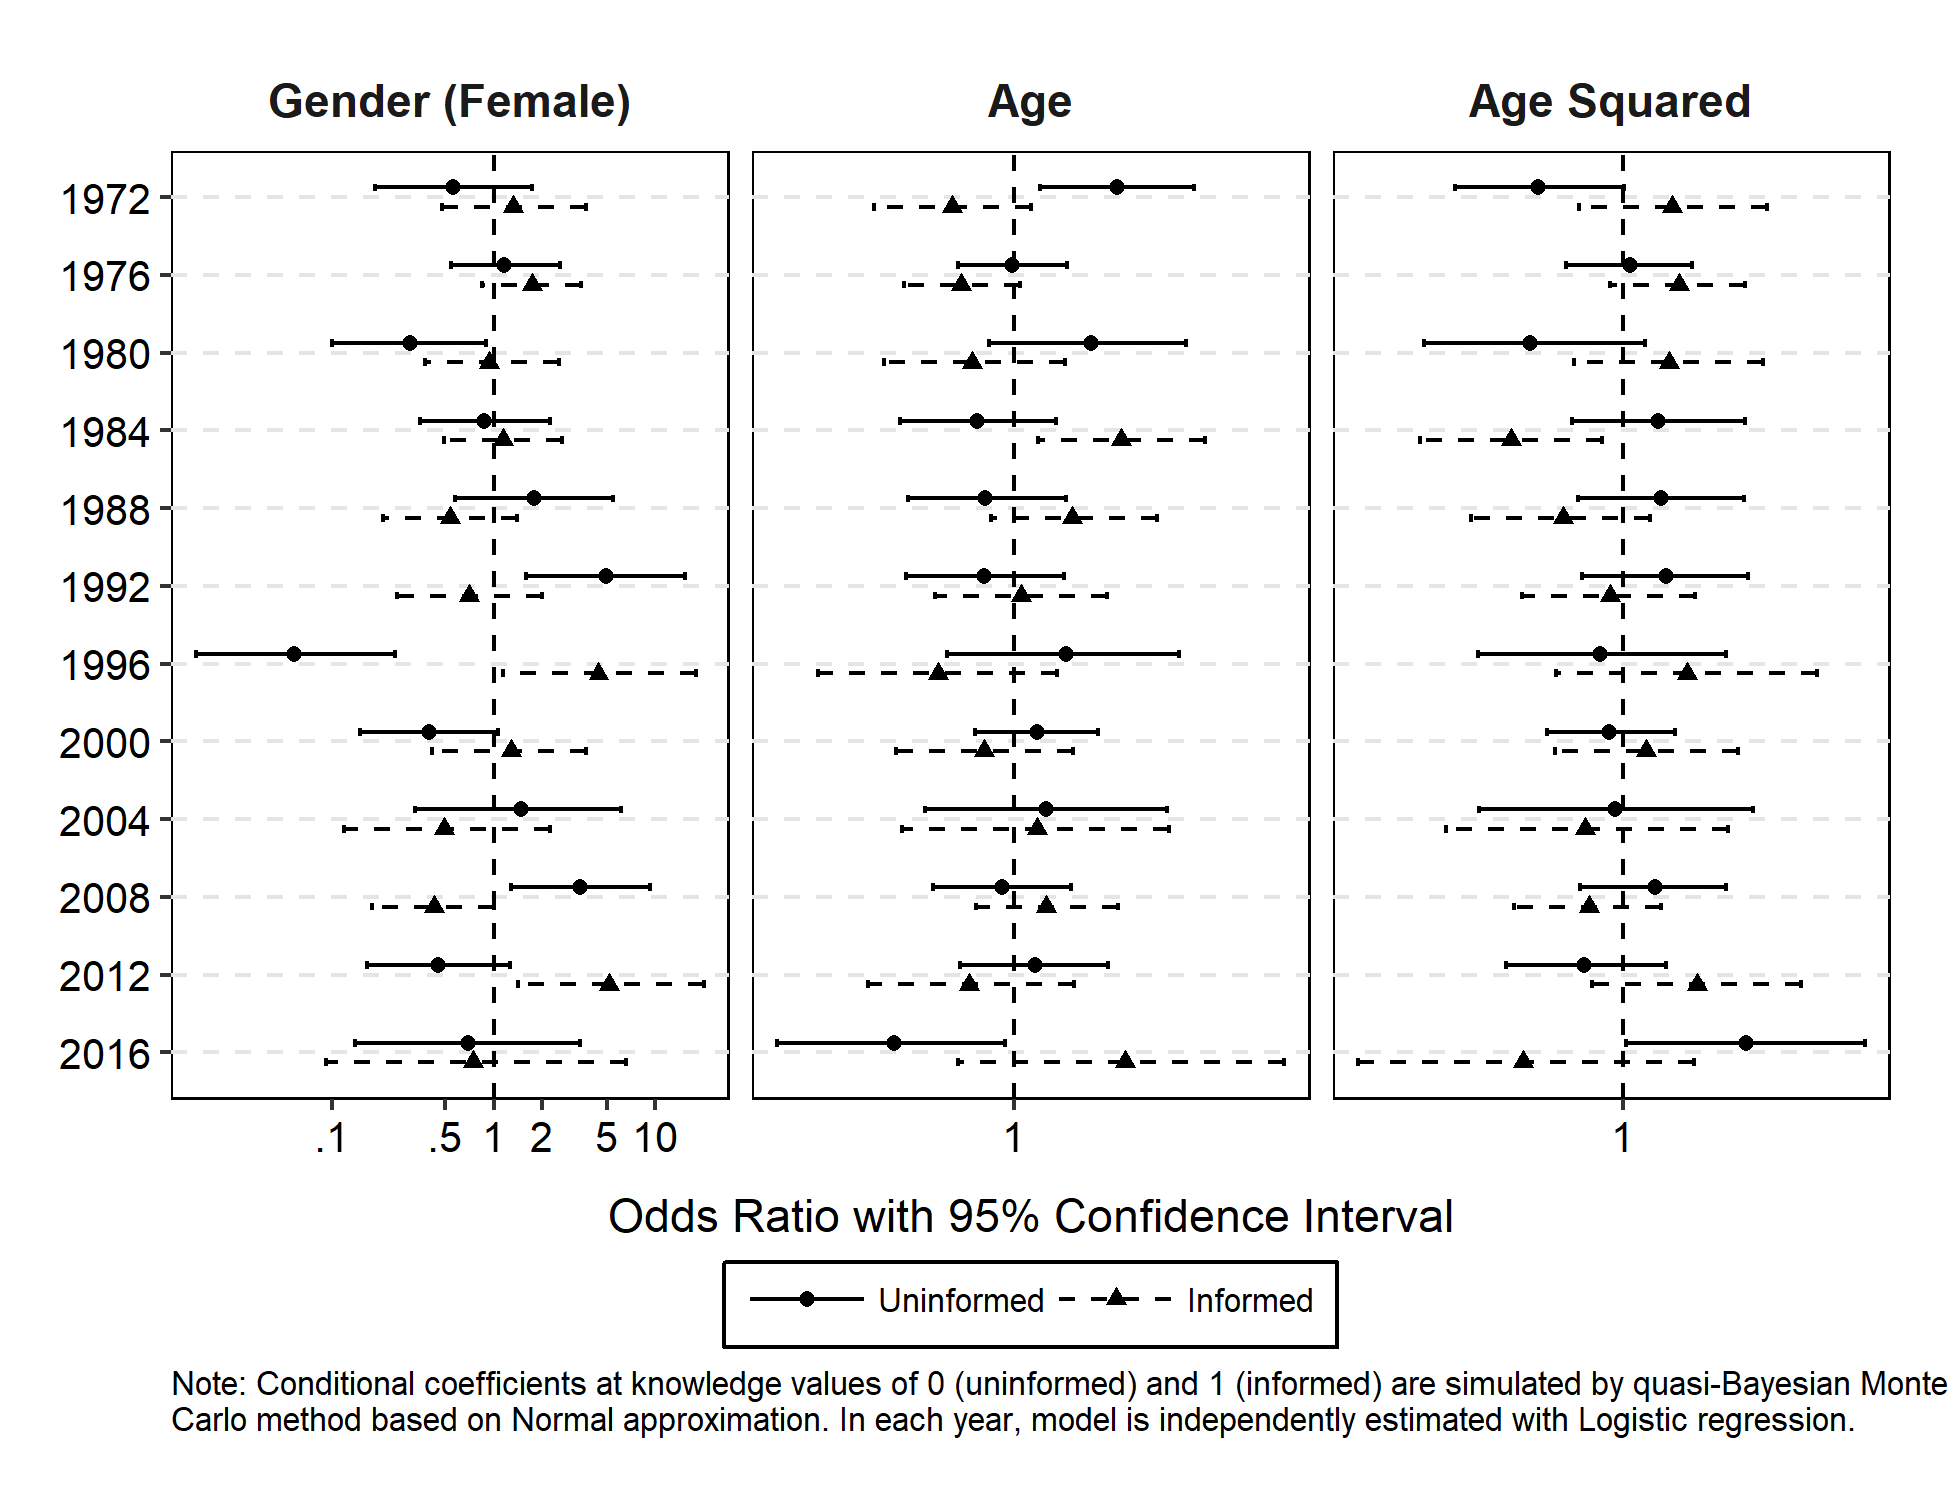 Gender (Female) Age Age Squared
1972
1976
1980
1984
1988
1992
1996
2000
2004
2008
2012
2016
.1 .5 1 2 5 10 1 1
Odds Ratio with 95% Confidence Interval
Uninformed Informed
Note: Conditional coefficients at knowledge values of 0 (uninformed) and 1 (informed) are simulated by quasi-Bayesian Monte
Carlo method based on Normal approximation. In each year, model is independently estimated with Logistic regression.